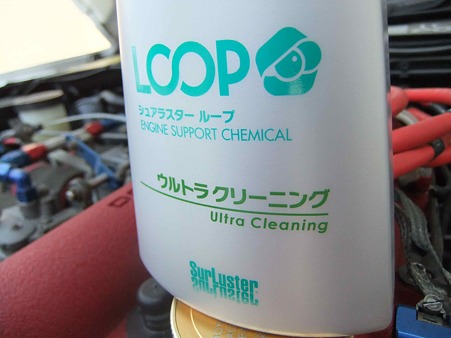 LOOP
シュアラスター ループ
ENGINE SUPPORT CHEMICAL
ウルトラ クリーニング
Ultra Cleaning
SurLuster